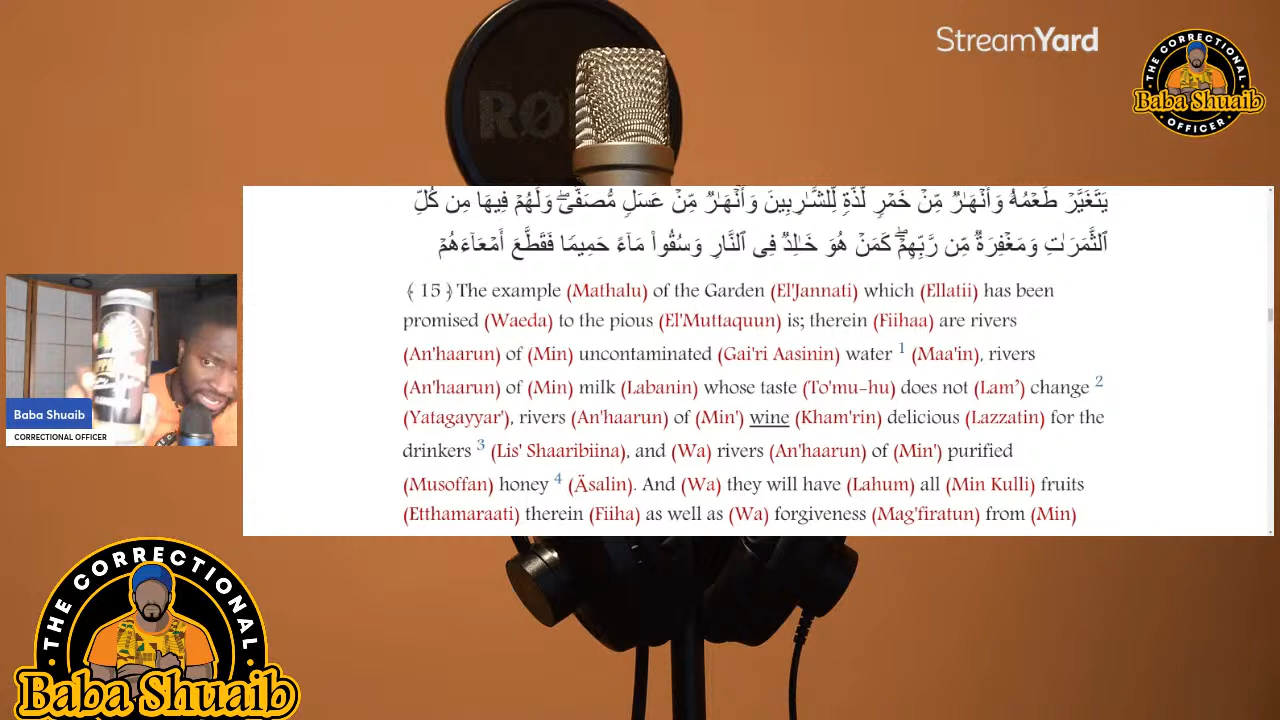 StreamYard
THE CORRECTIONAL
Baba Shuaib
OFFICER
RØ
يَتَغَيَّرْ طَعْمُهُۥ وَأَنْهَـٰرٌ مِّنْ خَمْرٍ لَّذَّةٍ لِّلشَّـٰرِبِينَ وَأَنْهَـٰرٌ مِّنْ عَسَلٍ مُّصَفًّى ۖ وَلَهُمْ فِيهَا مِن كُلِّ
ٱلثَّمَرَٰتِ وَمَغْفِرَةٌ مِّن رَّبِّهِمْ ۖ كَمَنْ هُوَ خَـٰلِدٌ فِى ٱلنَّارِ وَسُقُوا۟ مَآءً حَمِيمًا فَقَطَّعَ أَمْعَآءَهُمْ
﴾ 15 ﴿ The example (Mathalu) of the Garden (El'Jannati) which (Ellatii) has been
promised (Waeda) to the pious (El'Muttaquun) is; therein (Fiihaa) are rivers
(An'haarun) of (Min) uncontaminated (Gai'ri Aasinin) water 1 (Maa'in), rivers
(An'haarun) of (Min) milk (Labanin) whose taste (To'mu-hu) does not (Lam’) change 2
(Yatagayyar'), rivers (An'haarun) of (Min') wine (Kham'rin) delicious (Lazzatin) for the
drinkers 3 (Lis' Shaaribiina), and (Wa) rivers (An'haarun) of (Min') purified
(Musoffan) honey 4 (Äsalin). And (Wa) they will have (Lahum) all (Min Kulli) fruits
(Etthamaraati) therein (Fiiha) as well as (Wa) forgiveness (Mag'firatun) from (Min)
Baba Shuaib
CORRECTIONAL OFFICER
THE CORRECTIONAL
Baba Shuaib